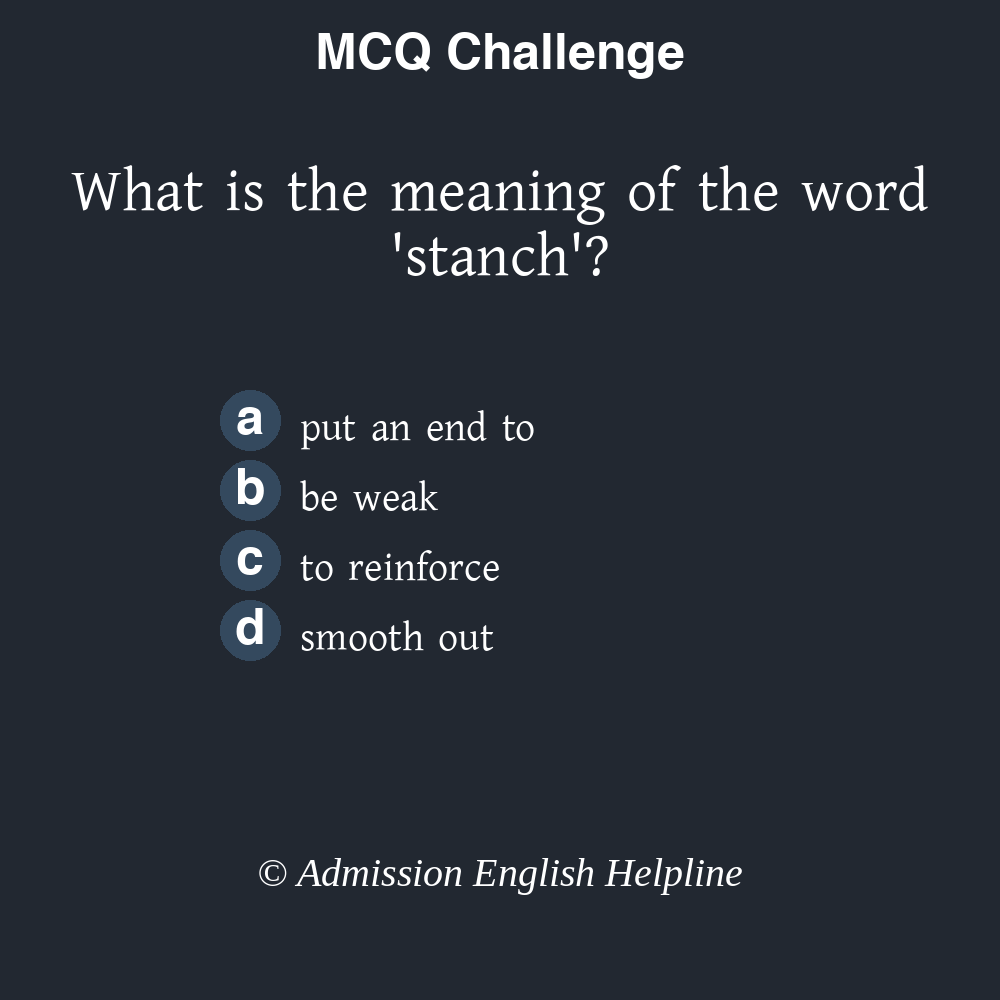 MCQ Challenge
What is the meaning of the word
'stanch'?
a put an end to
b be weak
c to reinforce
d smooth out
© Admission English Helpline